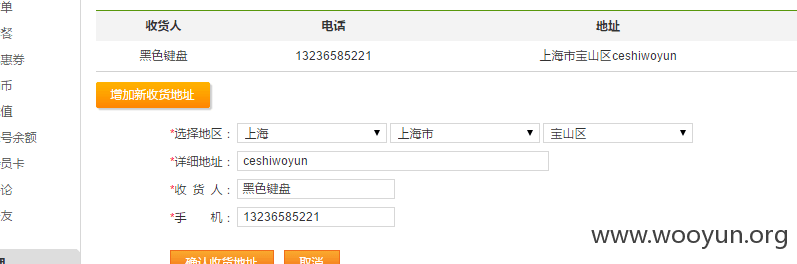 单
收货人 电话 地址
餐
惠券
黑色键盘 13236585221 上海市宝山区ceshiwoyun
币
增加新收货地址
值
*选择地区： 上海 上海市 宝山区
号余额
员卡
*详细地址： ceshiwoyun
论
*收 货 人： 黑色键盘
友
*手 机： 13236585221
www.wooyun.org
确认收货地址 取消